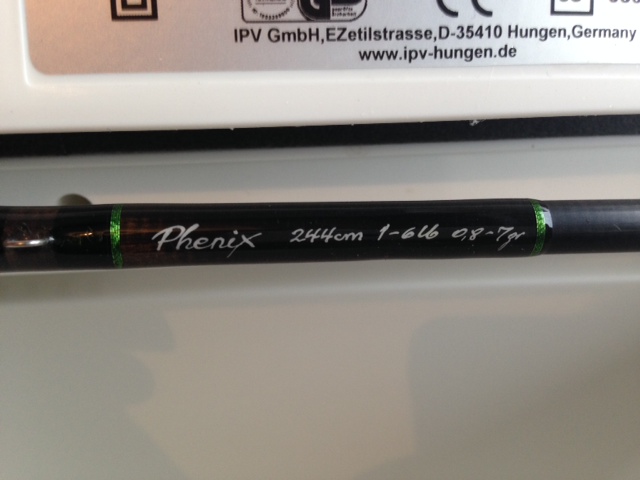 IPV GmbH,EZetilstrasse,D-35410 Hungen,Germany
www.ipv-hungen.de
Phenix 244cm 1-6lb 0,8-7gr